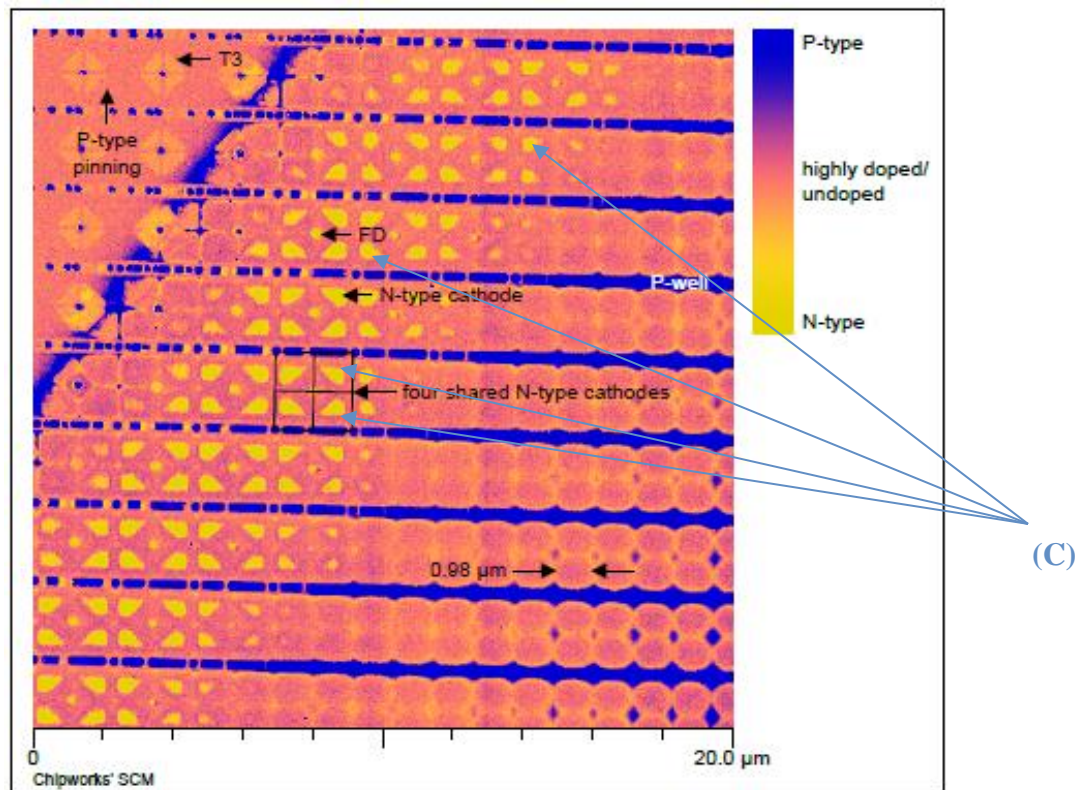 T3
P-type
pinning
FD
N-type cathode
P-well
four shared N-type cathodes
0.98 µm
P-type
highly doped/
undoped
N-type
(C)
0
20.0 µm
Chipworks' SCM